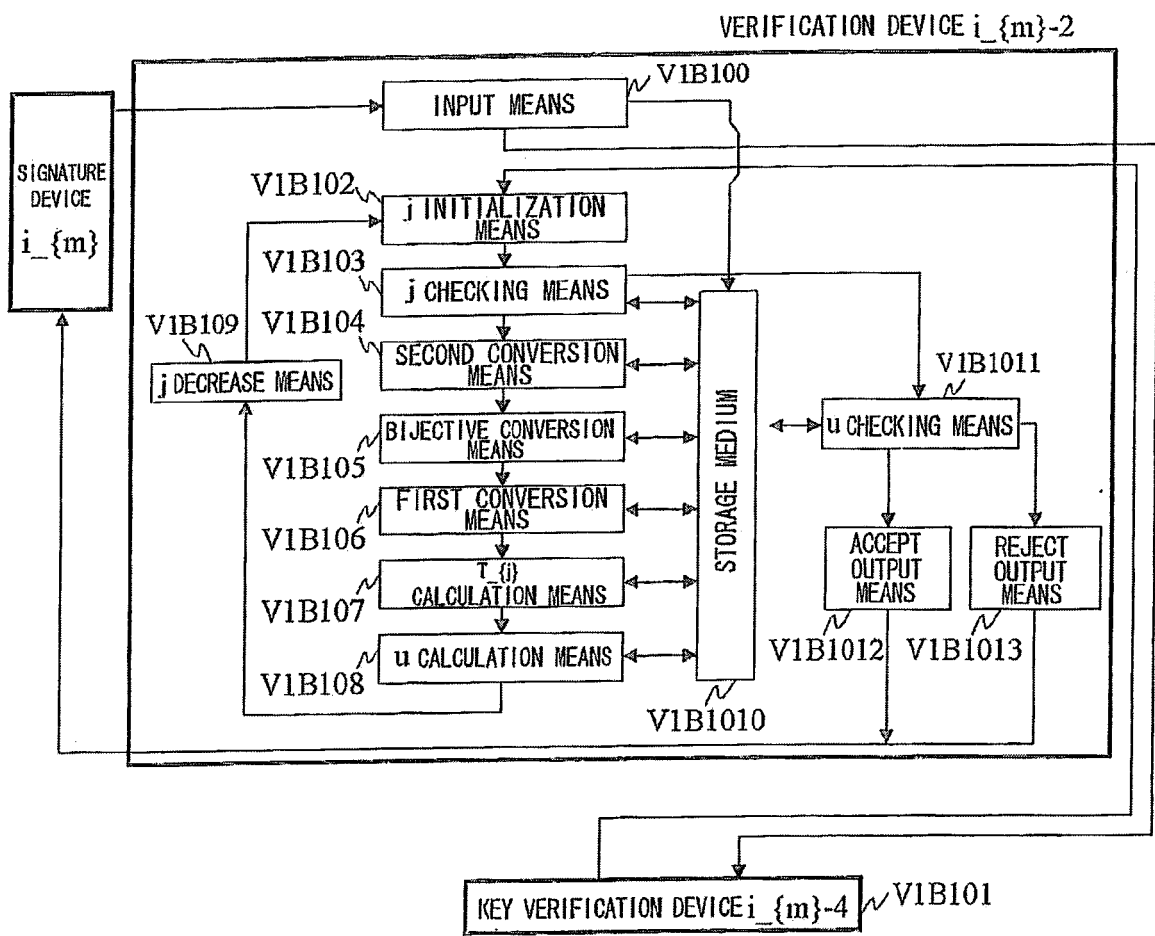 VERIFICATION DEVICE i_{m}-2
V1B100
INPUT MEANS
SIGNATURE
DEVICE
i_{m}
V1B102
j INITIALIZATION
MEANS
V1B103
j CHECKING MEANS
V1B104
SECOND CONVERSION
MEANS
V1B109
j DECREASE MEANS
V1B105
BIJECTIVE CONVERSION
MEANS
V1B106
FIRST CONVERSION
MEANS
V1B107
T_{j}
CALCULATION MEANS
V1B108
u CALCULATION MEANS
STORAGE MEDIUM
V1B1010
V1B1011
u CHECKING MEANS
ACCEPT
OUTPUT
MEANS
V1B1012
REJECT
OUTPUT
MEANS
V1B1013
KEY VERIFICATION DEVICE i_{m}-4
V1B101